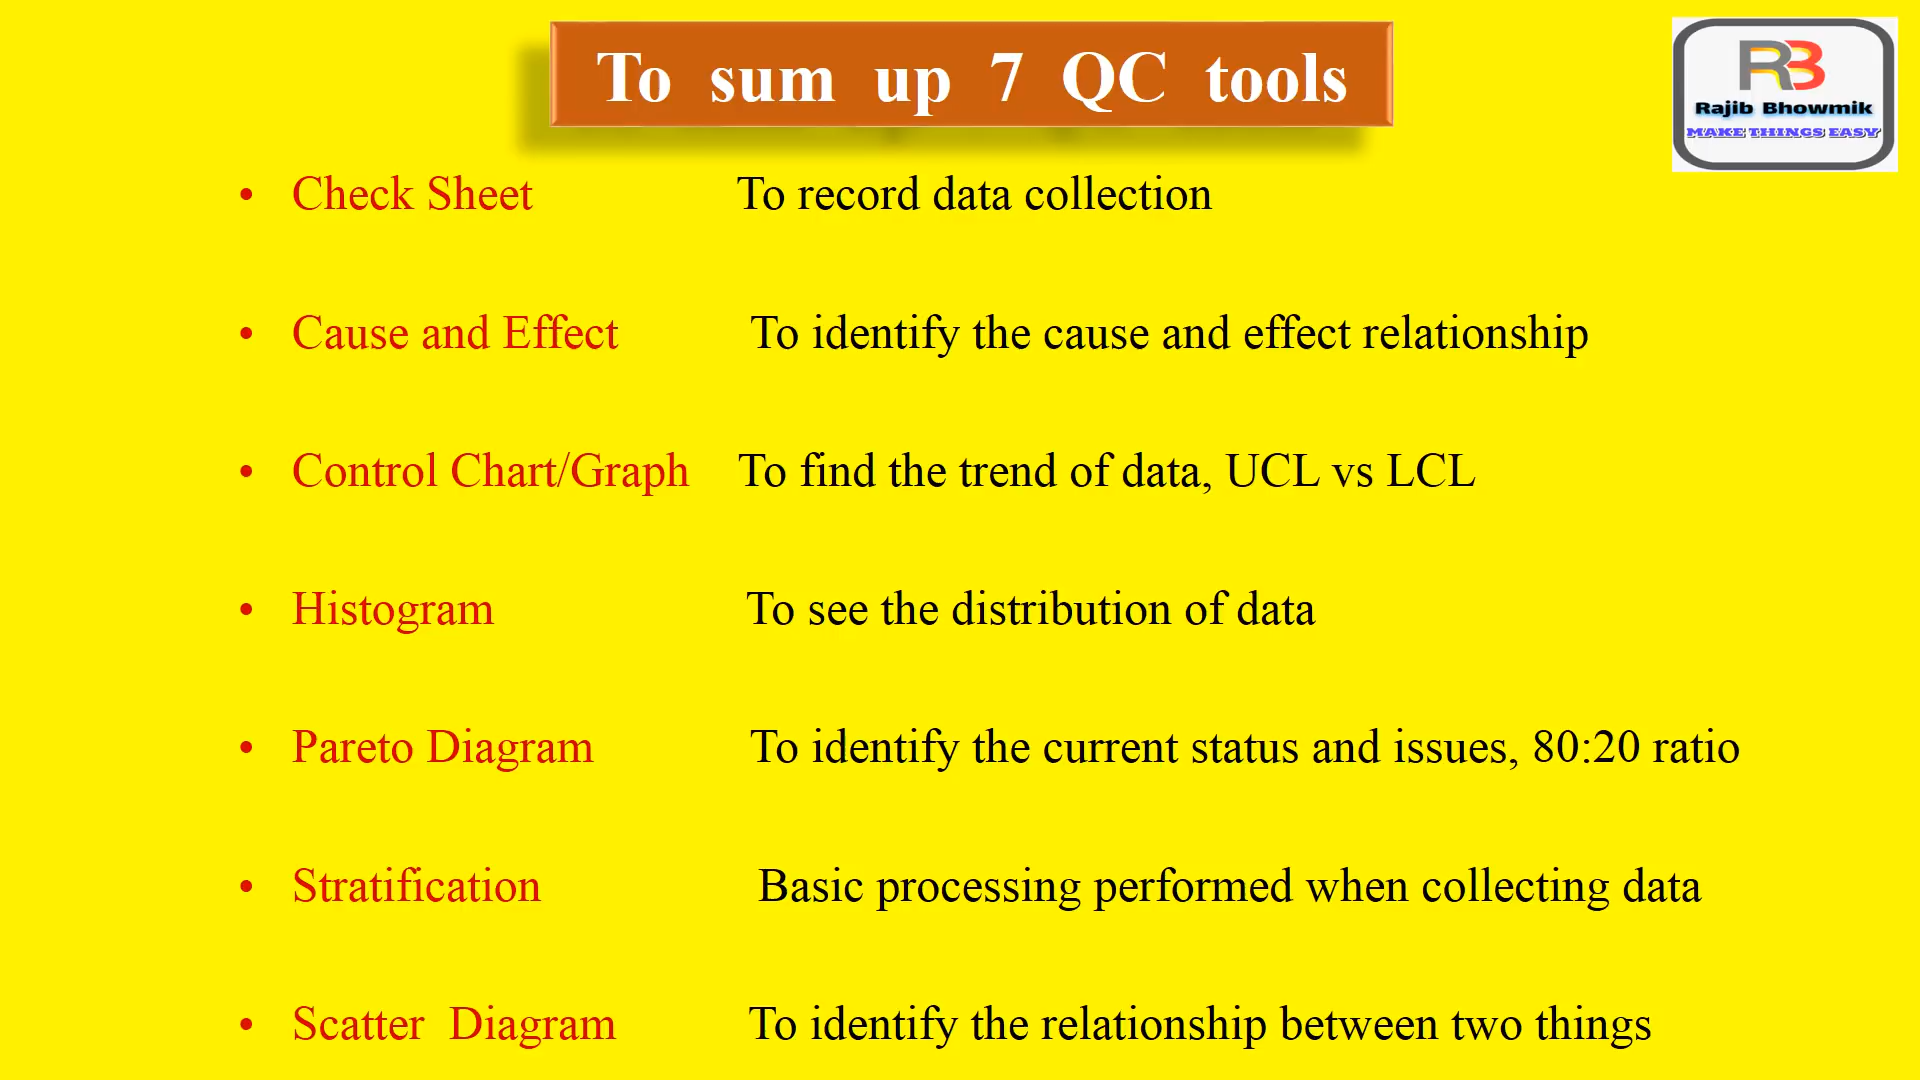 To sum up 7 QC tools
RB
Rajib Bhowmik
MAKE THINGS EASY
• Check Sheet To record data collection
• Cause and Effect To identify the cause and effect relationship
• Control Chart/Graph To find the trend of data, UCL vs LCL
• Histogram To see the distribution of data
• Pareto Diagram To identify the current status and issues, 80:20 ratio
• Stratification Basic processing performed when collecting data
• Scatter Diagram To identify the relationship between two things